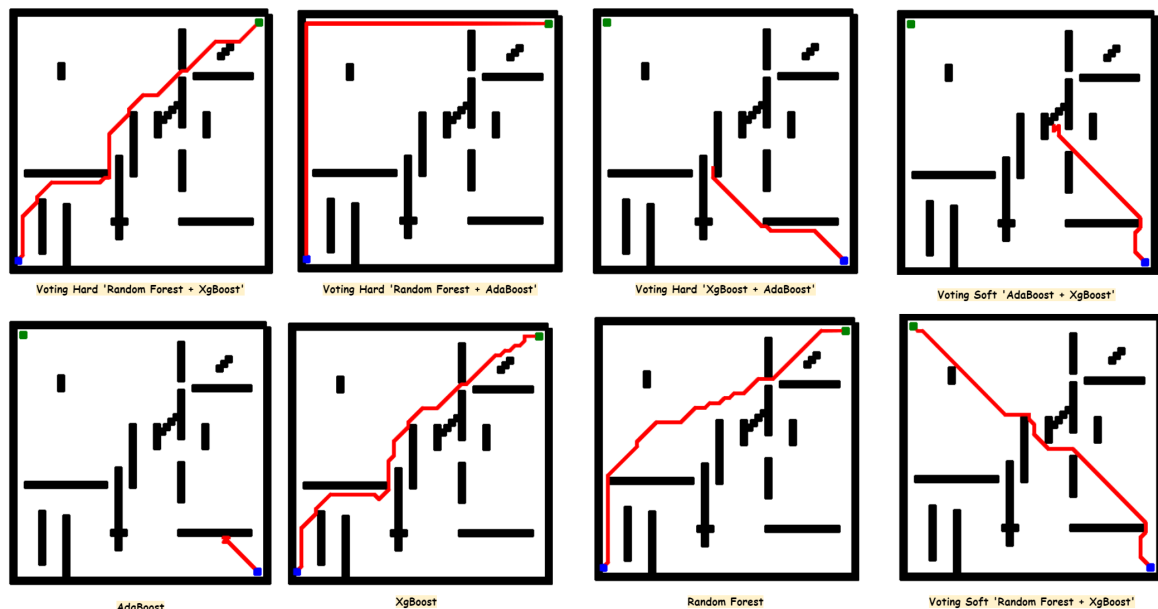 Voting Hard 'Random Forest + XgBoost'
Voting Hard 'Random Forest + AdaBoost'
Voting Hard 'XgBoost + AdaBoost'
Voting Soft 'AdaBoost + XgBoost'
AdaBoost
XgBoost
Random Forest
Voting Soft 'Random Forest + XgBoost'